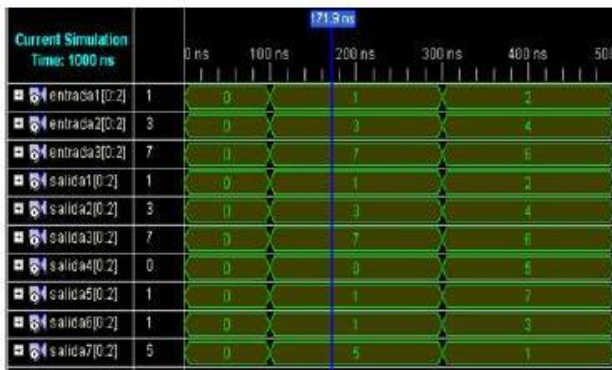 171.9 ns
Current Simulation
Time: 1000 ns
0 ns 100 ns 200 ns 300 ns 400 ns 500
entrada1[0:2] 1 0 1 2
entrada2[0:2] 3 0 3 4
entrada3[0:2] 7 0 7 6
salida1[0:2] 1 0 1 2
salida2[0:2] 3 0 3 4
salida3[0:2] 7 0 7 6
salida4[0:2] 0 0 0 5
salida5[0:2] 1 0 1 7
salida6[0:2] 1 0 1 3
salida7[0:2] 5 0 5 1